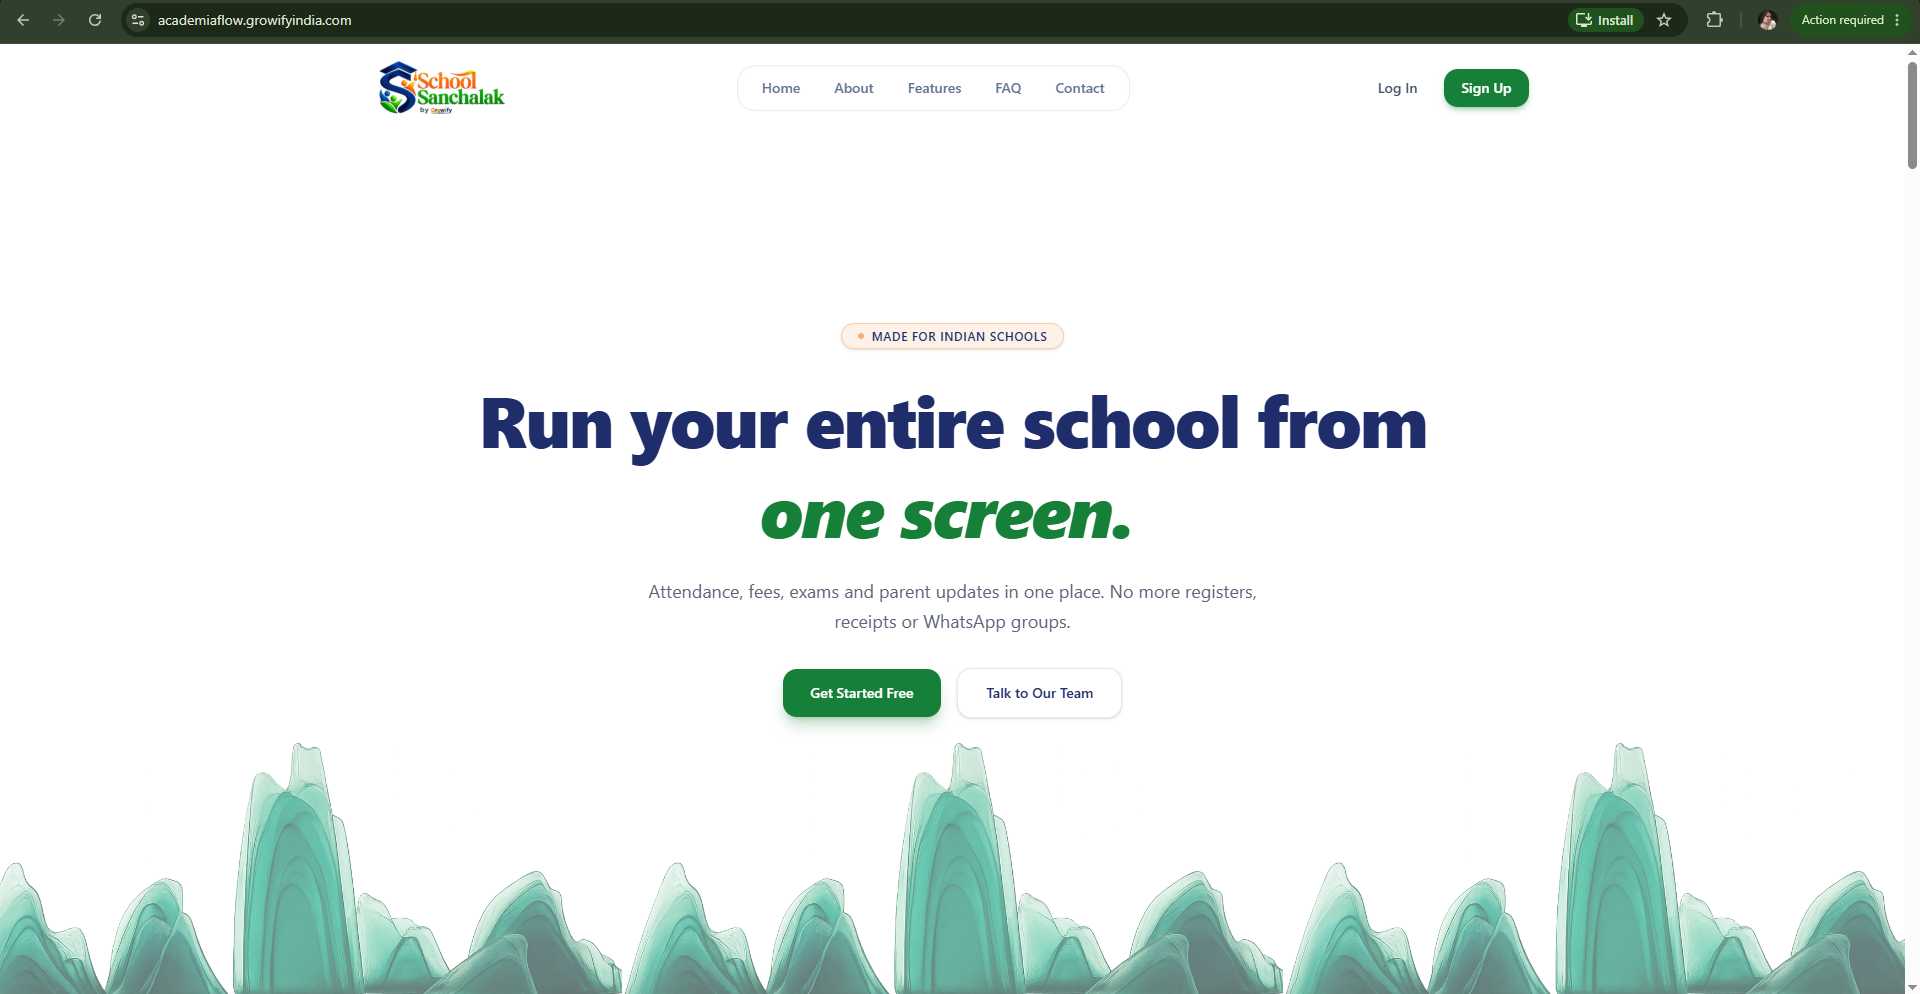 academiaflow.growifyindia.com
Install
Action required
School
Sanchalak
by Growify
Home
About
Features
FAQ
Contact
Log In
Sign Up
MADE FOR INDIAN SCHOOLS
Run your entire school from
one screen.
Attendance, fees, exams and parent updates in one place. No more registers,
receipts or WhatsApp groups.
Get Started Free
Talk to Our Team